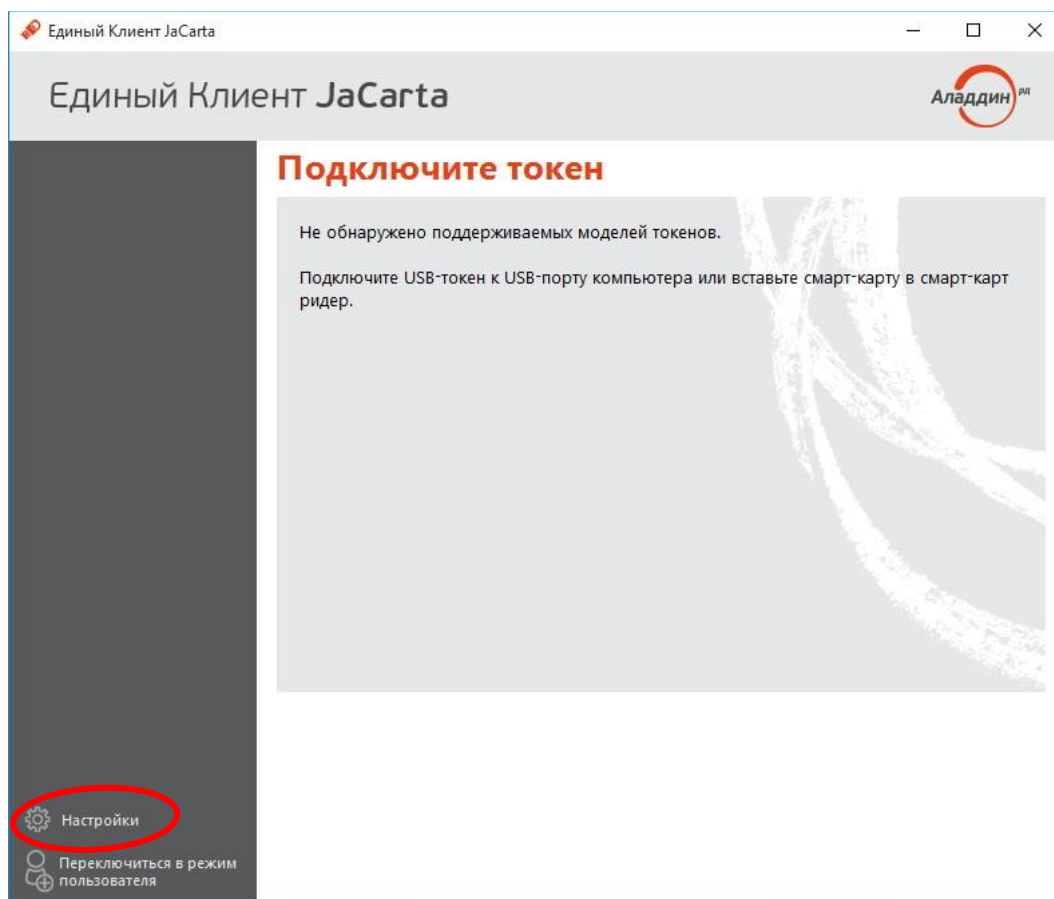 Единый Клиент JaCarta
Единый Клиент JaCarta
Аладдин РД
Подключите токен
Не обнаружено поддерживаемых моделей токенов.
Подключите USB-токен к USB-порту компьютера или вставьте смарт-карту в смарт-карт
ридер.
Настройки
Переключиться в режим
пользователя